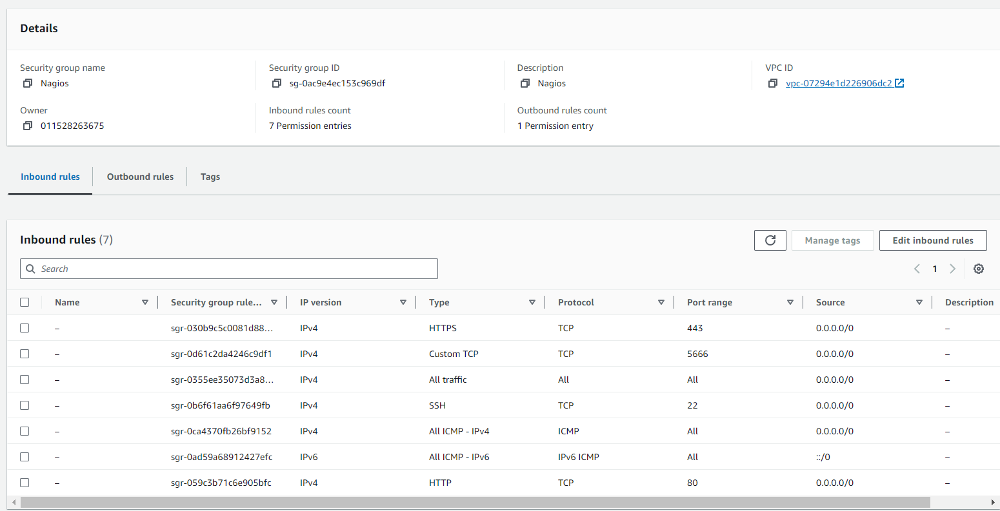 Details
Security group name
Nagios
Security group ID
sg-0ac9e4ec153c969df
Description
Nagios
VPC ID
vpc-07294e1d226906dc2
Owner
011528263675
Inbound rules count
7 Permission entries
Outbound rules count
1 Permission entry
Inbound rules Outbound rules Tags
Inbound rules (7)
Manage tags Edit inbound rules
Search
1
Name Security group rule... IP version Type Protocol Port range Source Description
– sgr-030b9c5c0081d88... IPv4 HTTPS TCP 443 0.0.0.0/0 –
– sgr-0d61c2da4246c9df1 IPv4 Custom TCP TCP 5666 0.0.0.0/0 –
– sgr-0355ee35073d3a8... IPv4 All traffic All All 0.0.0.0/0 –
– sgr-0b6f61aa6f97649fb IPv4 SSH TCP 22 0.0.0.0/0 –
– sgr-0ca4370fb26bf9152 IPv4 All ICMP - IPv4 ICMP All 0.0.0.0/0 –
– sgr-0ad59a68912427efc IPv6 All ICMP - IPv6 IPv6 ICMP All ::/0 –
– sgr-059c3b71c6e905bfc IPv4 HTTP TCP 80 0.0.0.0/0 –